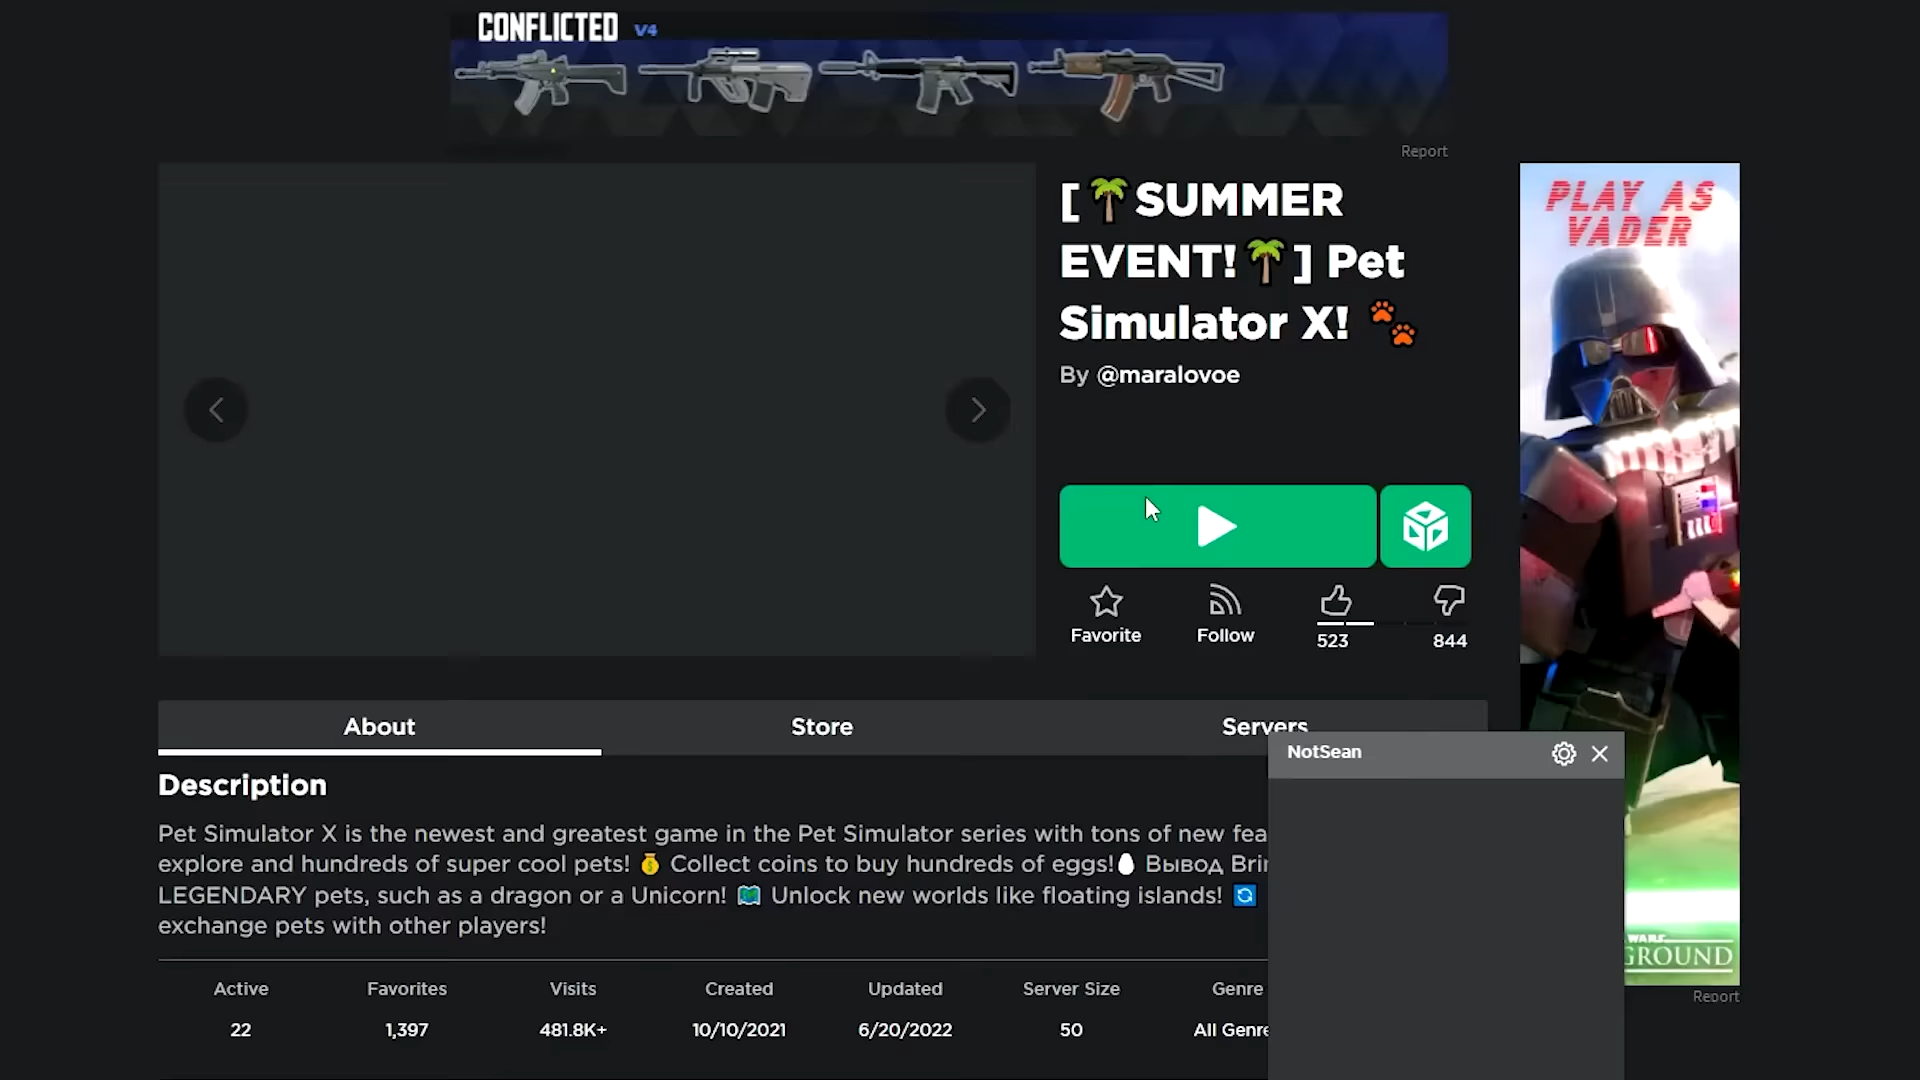 CONFLICTED V4
Report
[🌴SUMMER
EVENT!🌴] Pet
Simulator X! 🐾
By @maralovoe
PLAY AS
VADER
Favorite
Follow
523
844
About
Store
Servers
NotSean
Description
Pet Simulator X is the newest and greatest game in the Pet Simulator series with tons of new fea
explore and hundreds of super cool pets! 💰 Collect coins to buy hundreds of eggs!🥚 Вывод Brin
LEGENDARY pets, such as a dragon or a Unicorn! 🗺️ Unlock new worlds like floating islands! 🔄
exchange pets with other players!
Active
Favorites
Visits
Created
Updated
Server Size
Genre
22
1,397
481.8K+
10/10/2021
6/20/2022
50
All Genre
WARS
GROUND
Report